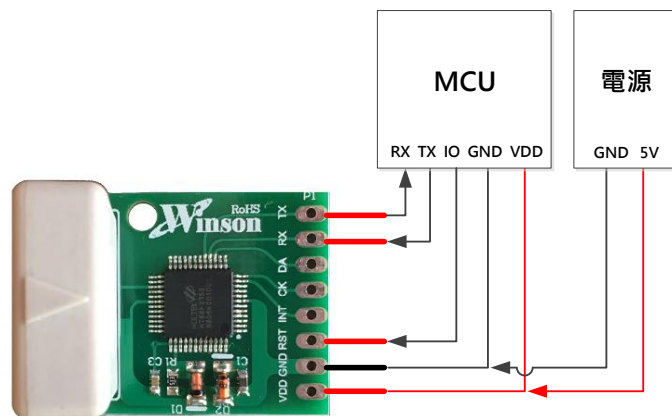 MCU
電源
RX TX IO GND VDD
GND 5V
P1
RoHS
Winson
TX
RX
DA
CK
INT
RST
GND
VDD
C3
R1
C1
D1
D2